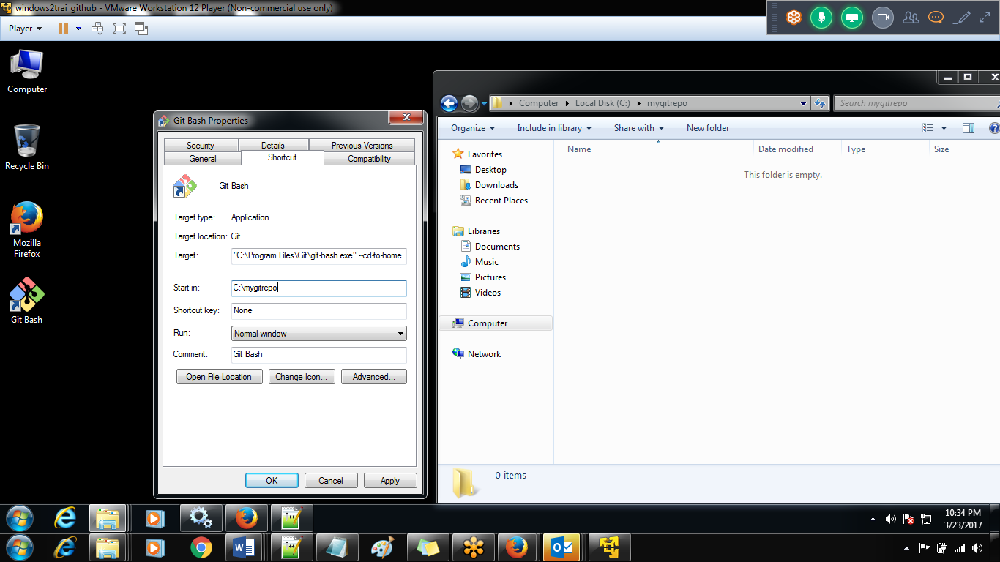 windows2trai_github - VMware Workstation 12 Player (Non-commercial use only)
Player
Computer
Recycle Bin
Mozilla
Firefox
Git Bash
Git Bash Properties
Security Details Previous Versions
General Shortcut Compatibility
Git Bash
Target type: Application
Target location: Git
Target: "C:\Program Files\Git\git-bash.exe" --cd-to-home
Start in: C:\mygitrepo
Shortcut key: None
Run: Normal window
Comment: Git Bash
Open File Location Change Icon... Advanced...
OK Cancel Apply
Computer Local Disk (C:) mygitrepo Search mygitrepo
Organize Include in library Share with New folder
Favorites
Desktop
Downloads
Recent Places
Libraries
Documents
Music
Pictures
Videos
Computer
Network
Name Date modified Type Size
This folder is empty.
0 items
10:34 PM
3/23/2017